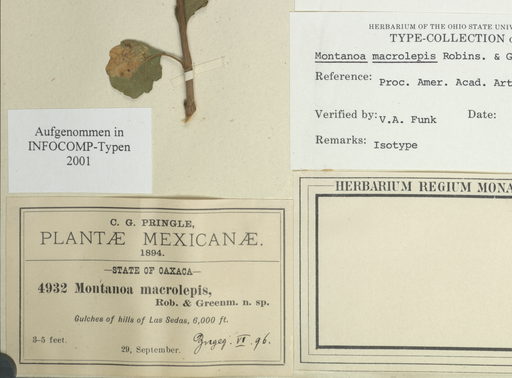 HERBARIUM OF THE OHIO STATE
TYPE-COLLECTION
Montanoa macrolepis Robins. & G
Reference: Proc. Amer. Acad. Art
Verified by: V.A. Funk Date:
Remarks: Isotype
Aufgenommen in
INFOCOMP-Typen
2001
HERBARIUM REGIUM
C. G. PRINGLE,
PLANTÆ MEXICANÆ.
1894.
—STATE OF OAXACA—
4932 Montanoa macrolepis,
Rob. & Greenm. n. sp.
Gulches of hills of Las Sedas, 6,000 ft.
3-5 feet.
29, September.
VI. 96.